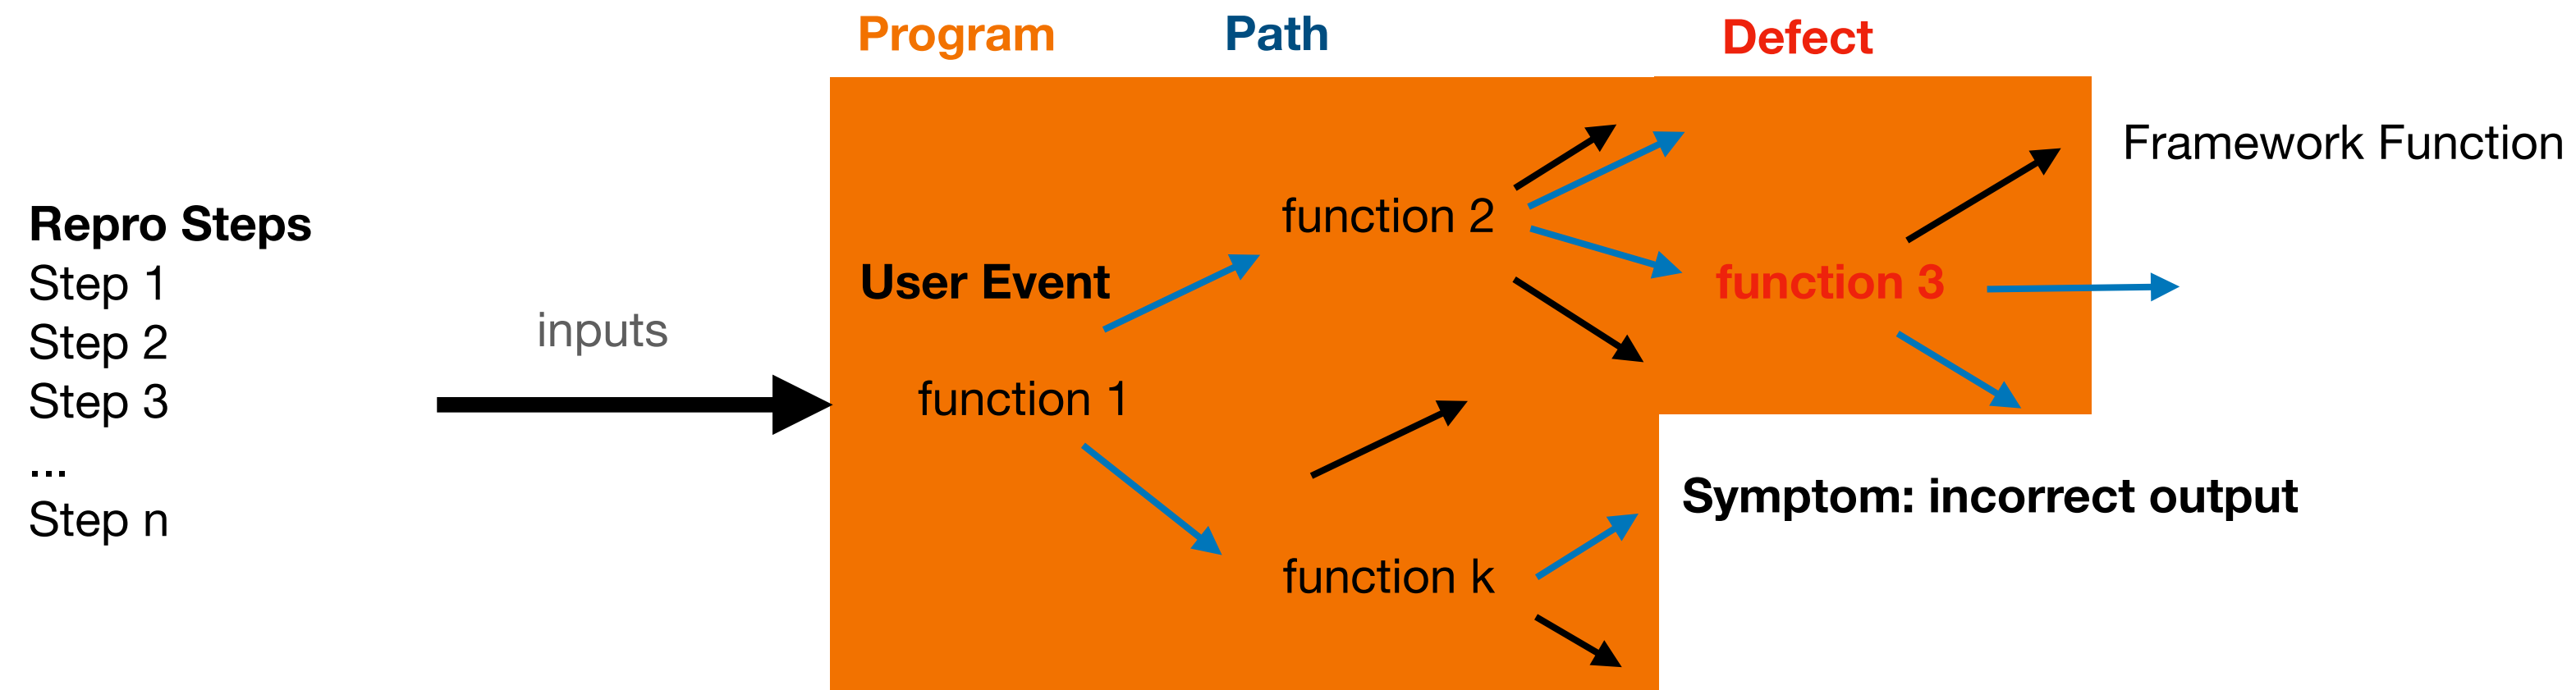 Program
Path
Defect
Framework Function
Repro Steps
Step 1
Step 2
Step 3
...
Step n
inputs
User Event
function 1
function 2
function 3
function k
Symptom: incorrect output